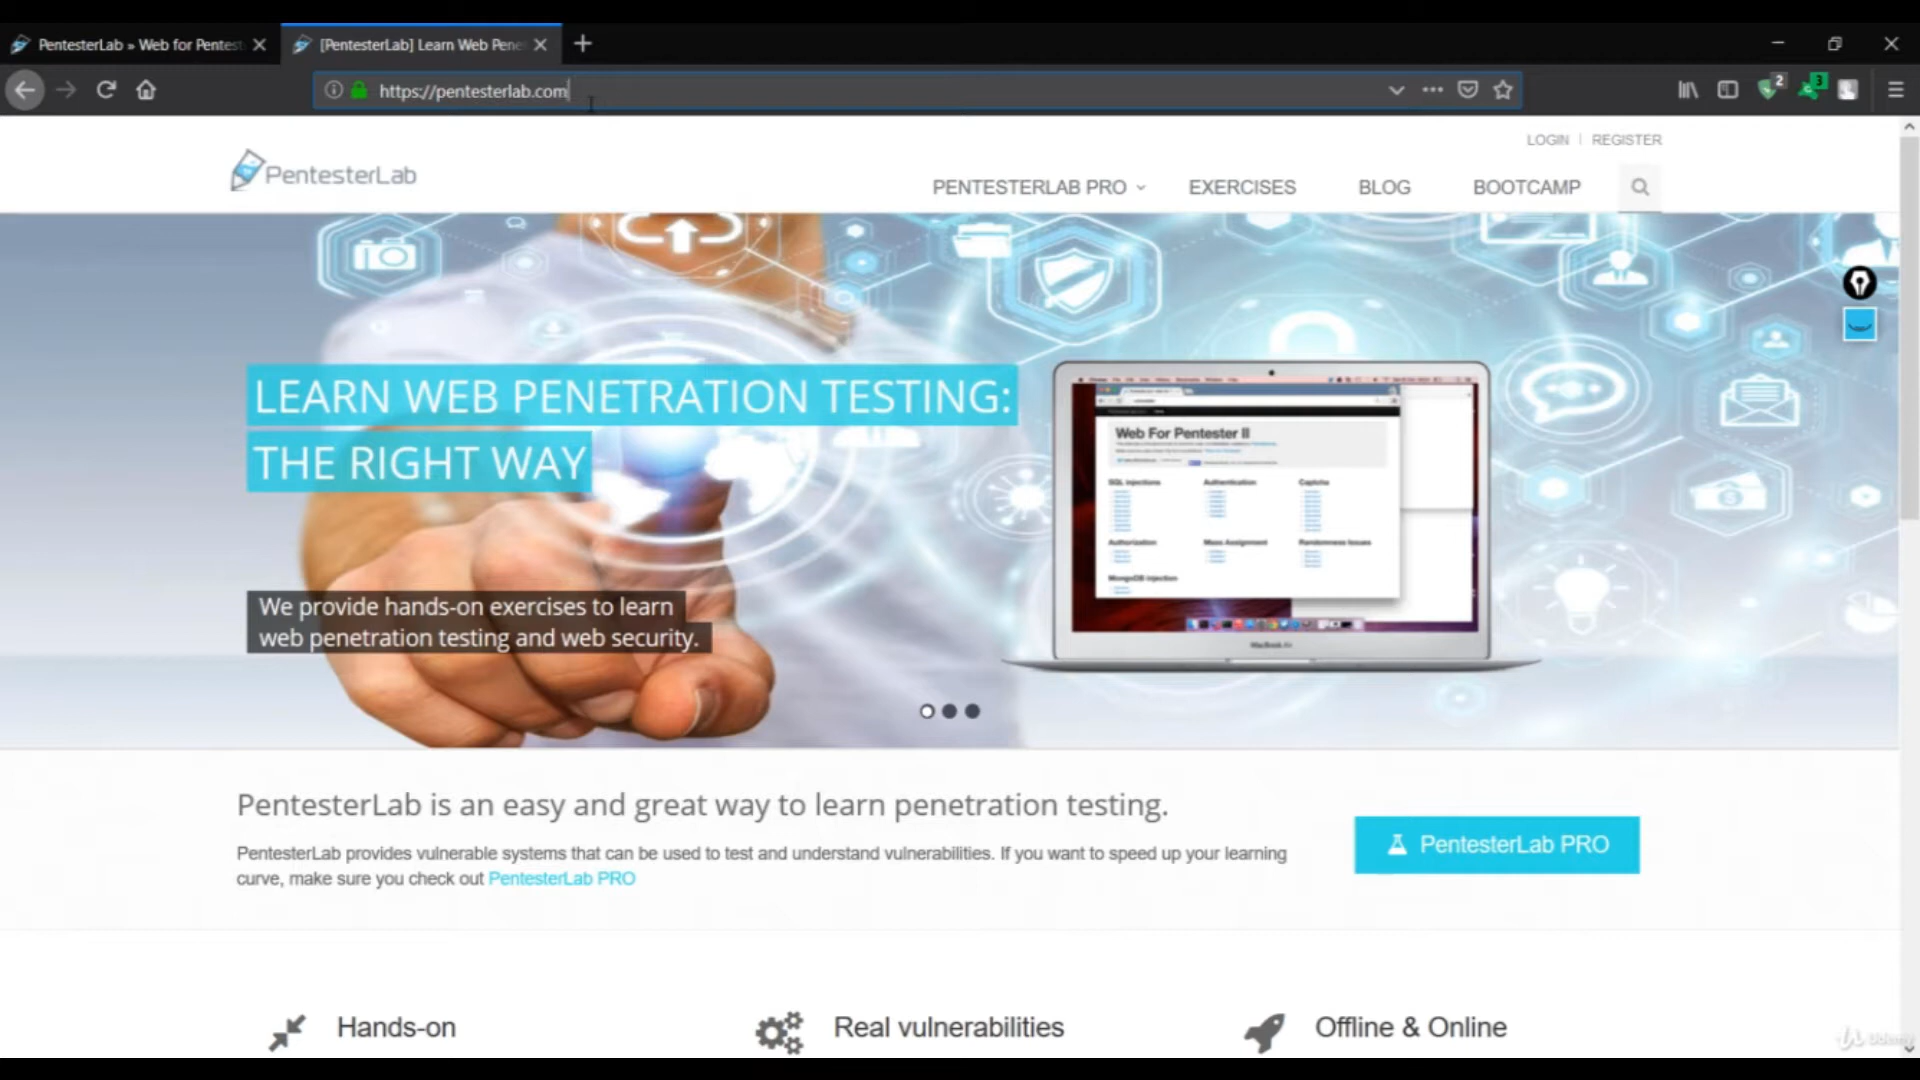 PentesterLab » Web for Pentest
[PentesterLab] Learn Web Pene
https://pentesterlab.com
2
3
LOGIN | REGISTER
PentesterLab
PENTESTERLAB PRO
EXERCISES
BLOG
BOOTCAMP
LEARN WEB PENETRATION TESTING:
THE RIGHT WAY
We provide hands-on exercises to learn
web penetration testing and web security.
Web For Pentester II
SQL injections
Authentication
Captcha
Authorization
Mass Assignment
Randomness Issues
MongoDB injection
MacBook Air
PentesterLab is an easy and great way to learn penetration testing.
PentesterLab provides vulnerable systems that can be used to test and understand vulnerabilities. If you want to speed up your learning
curve, make sure you check out PentesterLab PRO
PentesterLab PRO
Hands-on
Real vulnerabilities
Offline & Online
Udemy